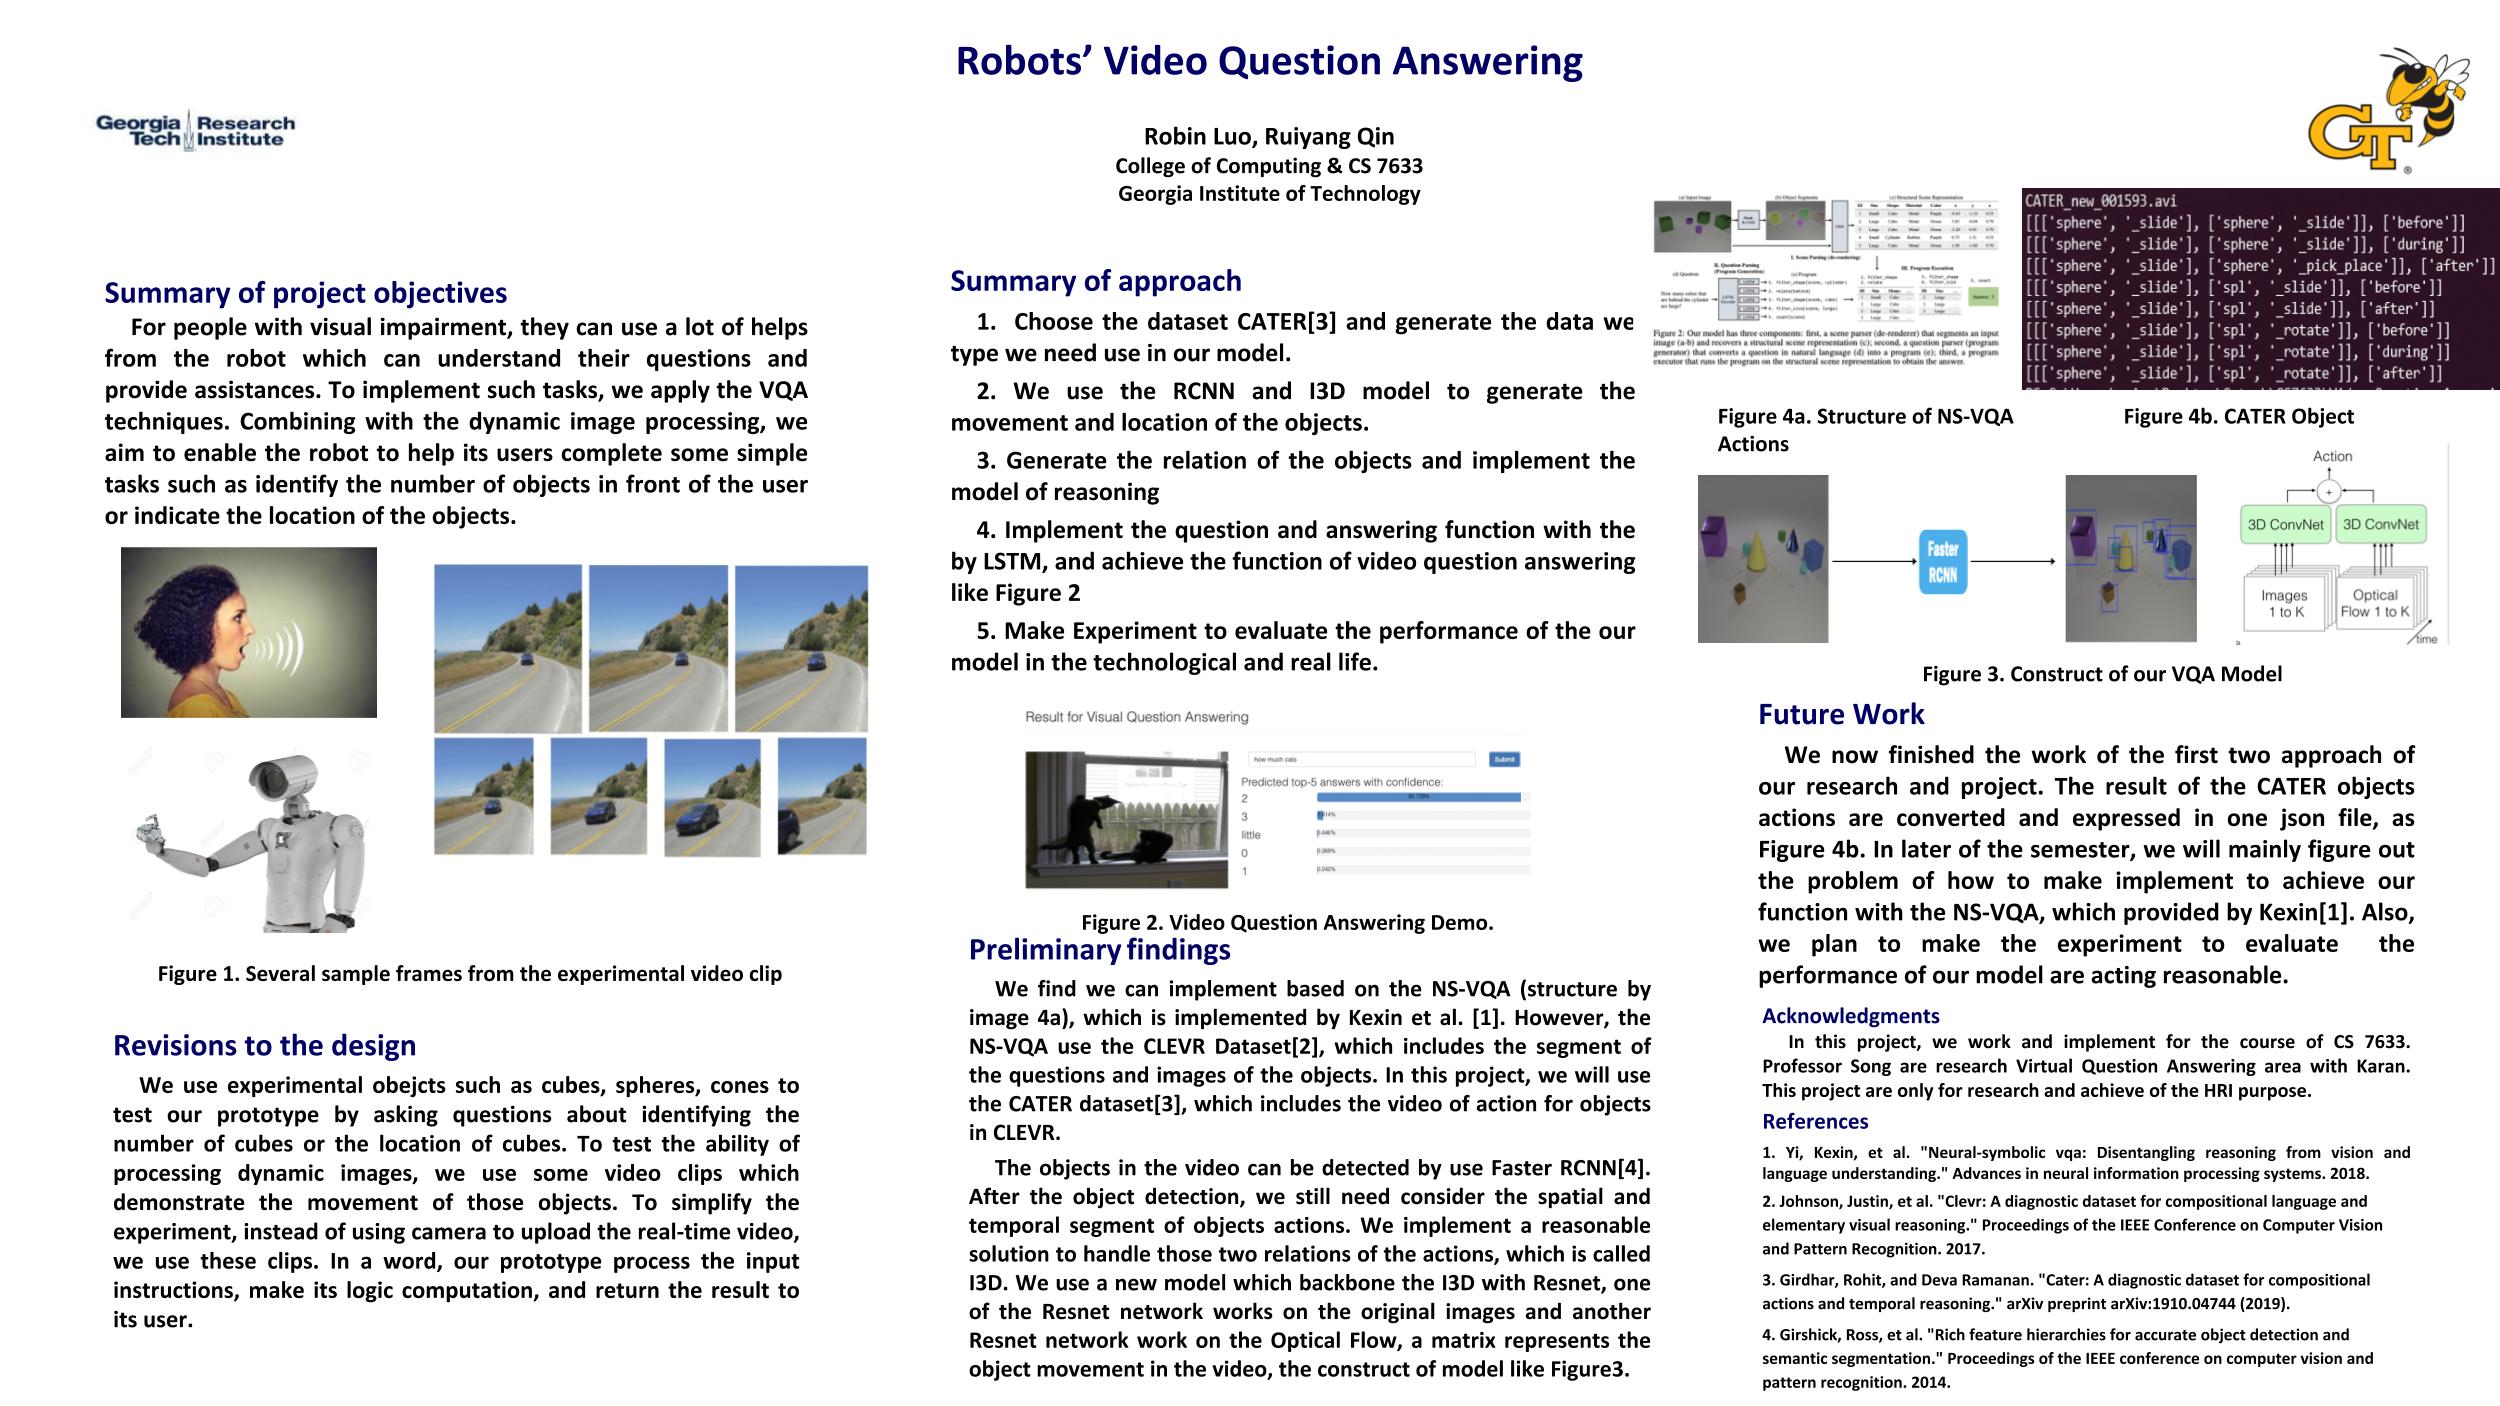 Robots’ Video Question Answering
Georgia Tech Research Institute
Robin Luo, Ruiyang Qin
College of Computing & CS 7633
Georgia Institute of Technology
GT
Summary of project objectives
For people with visual impairment, they can use a lot of helps
from the robot which can understand their questions and
provide assistances. To implement such tasks, we apply the VQA
techniques. Combining with the dynamic image processing, we
aim to enable the robot to help its users complete some simple
tasks such as identify the number of objects in front of the user
or indicate the location of the objects.
Figure 1. Several sample frames from the experimental video clip
Revisions to the design
We use experimental obejcts such as cubes, spheres, cones to
test our prototype by asking questions about identifying the
number of cubes or the location of cubes. To test the ability of
processing dynamic images, we use some video clips which
demonstrate the movement of those objects. To simplify the
experiment, instead of using camera to upload the real-time video,
we use these clips. In a word, our prototype process the input
instructions, make its logic computation, and return the result to
its user.
Summary of approach
1. Choose the dataset CATER[3] and generate the data we
type we need use in our model.
2. We use the RCNN and I3D model to generate the
movement and location of the objects.
3. Generate the relation of the objects and implement the
model of reasoning
4. Implement the question and answering function with the
by LSTM, and achieve the function of video question answering
like Figure 2
5. Make Experiment to evaluate the performance of the our
model in the technological and real life.
Result for Visual Question Answering
how much cats
Submit
Predicted top-5 answers with confidence:
2
3
little
0
1
Figure 2. Video Question Answering Demo.
Preliminary findings
We find we can implement based on the NS-VQA (structure by
image 4a), which is implemented by Kexin et al. [1]. However, the
NS-VQA use the CLEVR Dataset[2], which includes the segment of
the questions and images of the objects. In this project, we will use
the CATER dataset[3], which includes the video of action for objects
in CLEVR.
The objects in the video can be detected by use Faster RCNN[4].
After the object detection, we still need consider the spatial and
temporal segment of objects actions. We implement a reasonable
solution to handle those two relations of the actions, which is called
I3D. We use a new model which backbone the I3D with Resnet, one
of the Resnet network works on the original images and another
Resnet network work on the Optical Flow, a matrix represents the
object movement in the video, the construct of model like Figure3.
(a) Input Image
(b) Object Segments
(c) Structural Scene Representation
I. Scene Parsing (de-rendering)
II. Question Parsing
(Program Generation)
III. Program Execution
(d) Question
(e) Program
How many cubes that
are behind the cylinder
are large?
Figure 2: Our model has three components: first, a scene parser (de-renderer) that segments an input
image (a-b) and recovers a structural scene representation (c); second, a question parser (program
generator) that converts a question in natural language (d) into a program (e); third, a program
executor that runs the program on the structural scene representation to obtain the answer.
CATER_new_001593.avi
[[['sphere', '_slide'], ['sphere', '_slide']], ['before']]
[[['sphere', '_slide'], ['sphere', '_slide']], ['during']]
[[['sphere', '_slide'], ['sphere', '_pick_place']], ['after']]
[[['sphere', '_slide'], ['spl', '_slide']], ['before']]
[[['sphere', '_slide'], ['spl', '_slide']], ['after']]
[[['sphere', '_slide'], ['spl', '_rotate']], ['before']]
[[['sphere', '_slide'], ['spl', '_rotate']], ['during']]
[[['sphere', '_slide'], ['spl', '_rotate']], ['after']]
Figure 4a. Structure of NS-VQA Figure 4b. CATER Object
Actions
Faster
RCNN
Action
+
3D ConvNet
3D ConvNet
Images
1 to K
Optical
Flow 1 to K
time
Figure 3. Construct of our VQA Model
Future Work
We now finished the work of the first two approach of
our research and project. The result of the CATER objects
actions are converted and expressed in one json file, as
Figure 4b. In later of the semester, we will mainly figure out
the problem of how to make implement to achieve our
function with the NS-VQA, which provided by Kexin[1]. Also,
we plan to make the experiment to evaluate the
performance of our model are acting reasonable.
Acknowledgments
In this project, we work and implement for the course of CS 7633.
Professor Song are research Virtual Question Answering area with Karan.
This project are only for research and achieve of the HRI purpose.
References
1. Yi, Kexin, et al. "Neural-symbolic vqa: Disentangling reasoning from vision and
language understanding." Advances in neural information processing systems. 2018.
2. Johnson, Justin, et al. "Clevr: A diagnostic dataset for compositional language and
elementary visual reasoning." Proceedings of the IEEE Conference on Computer Vision
and Pattern Recognition. 2017.
3. Girdhar, Rohit, and Deva Ramanan. "Cater: A diagnostic dataset for compositional
actions and temporal reasoning." arXiv preprint arXiv:1910.04744 (2019).
4. Girshick, Ross, et al. "Rich feature hierarchies for accurate object detection and
semantic segmentation." Proceedings of the IEEE conference on computer vision and
pattern recognition. 2014.